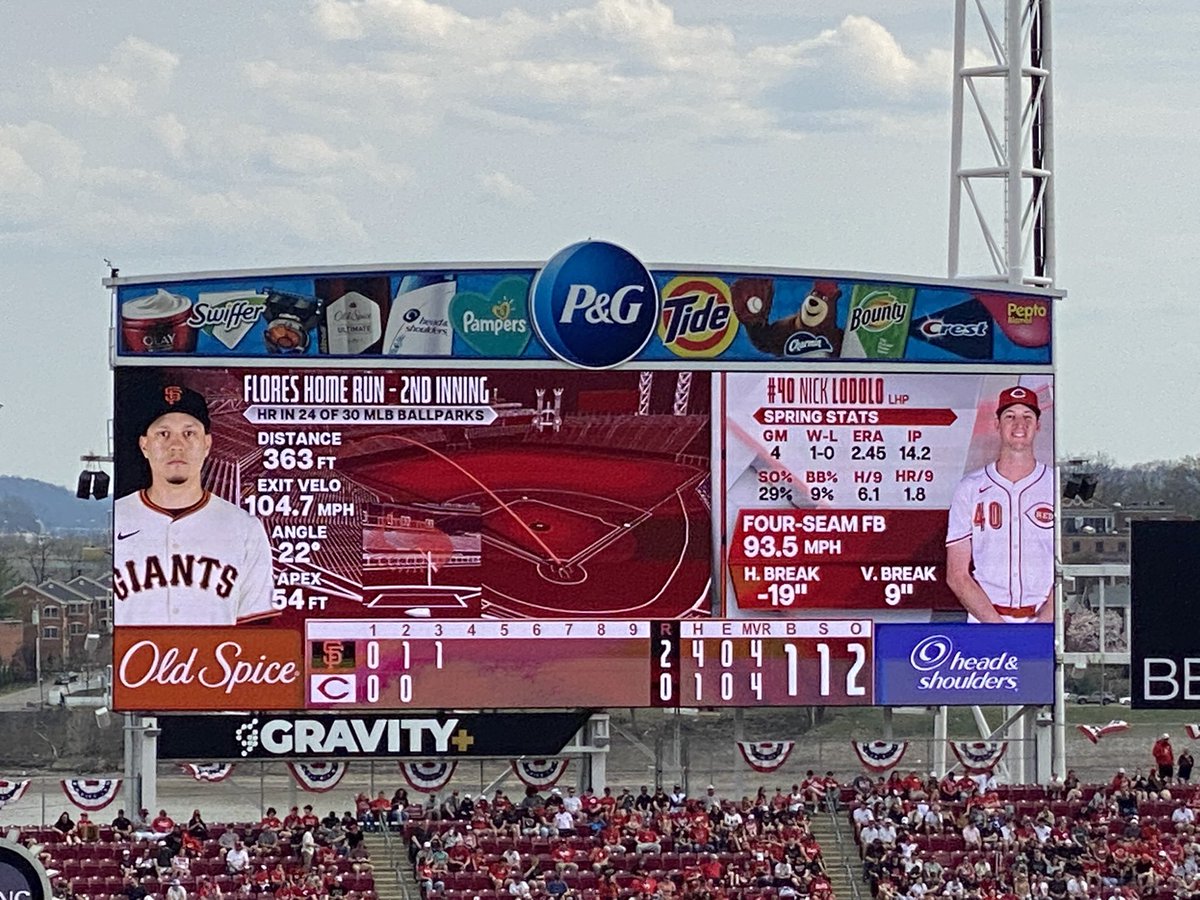 OLAY
Swiffer
Old Spice
ULTIMATE
head &
shoulders
Pampers
P&G
Tide
Charmin
Bounty
Crest
Pepto
SF
FLORES HOME RUN - 2ND INNING
HR IN 24 OF 30 MLB BALLPARKS
DISTANCE
363 FT
EXIT VELO
104.7 MPH
ANGLE
22°
APEX
54 FT
GIANTS
#40 NICK LODOLO LHP
SPRING STATS
GM W-L ERA IP
4 1-0 2.45 14.2
SO% BB% H/9 HR/9
29% 9% 6.1 1.8
FOUR-SEAM FB
93.5 MPH
H. BREAK V. BREAK
-19" 9"
40 REDS
Old Spice
1 2 3 4 5 6 7 8 9 R H E MVR B S O
SF 0 1 1 2 4 0 4 1 1 2
C 0 0 0 1 0 4
head &
shoulders
GRAVITY+
BE